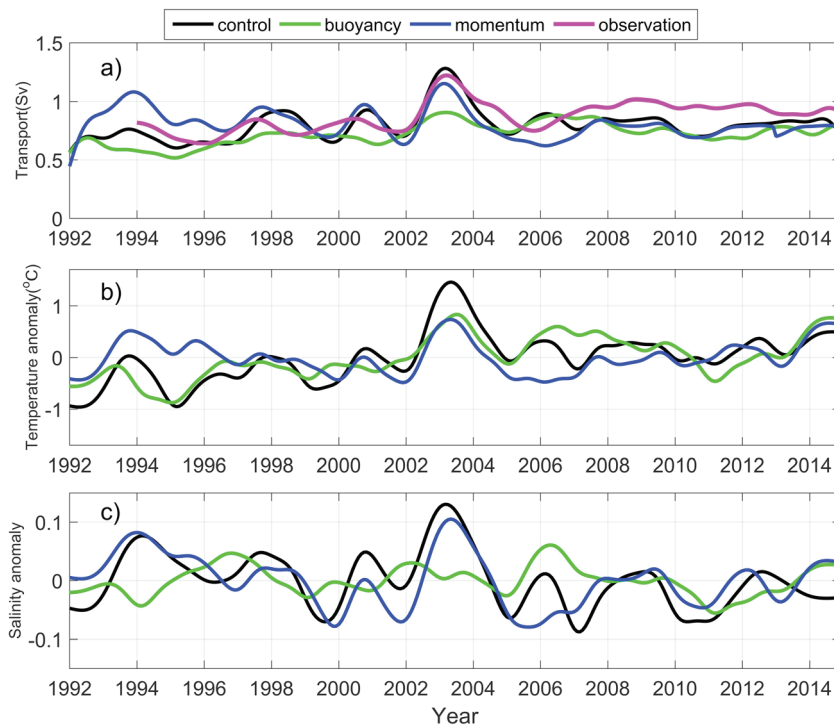 control buoyancy momentum observation
a)
Transport(Sv)
1.5
1
0.5
0
1992 1994 1996 1998 2000 2002 2004 2006 2008 2010 2012 2014
b)
Temperature anomaly(°C)
1
0
-1
1992 1994 1996 1998 2000 2002 2004 2006 2008 2010 2012 2014
c)
Salinity anomaly
0.1
0
-0.1
1992 1994 1996 1998 2000 2002 2004 2006 2008 2010 2012 2014
Year